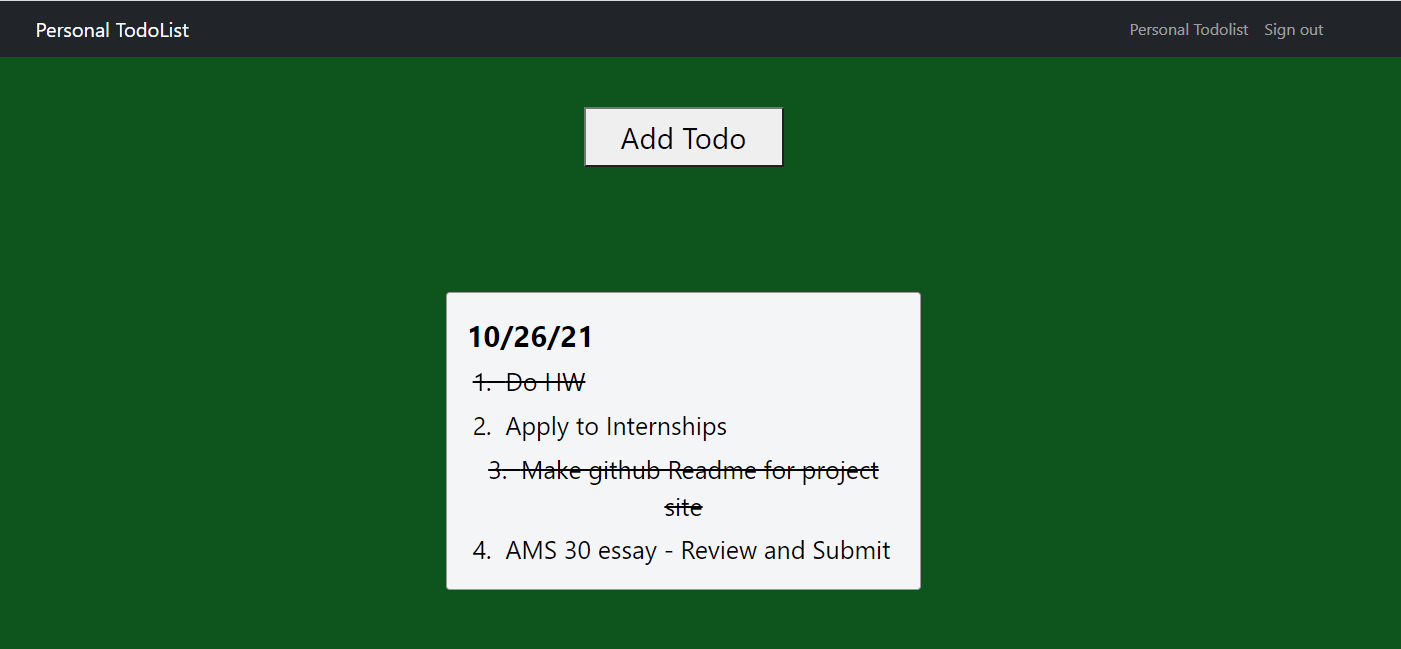 Personal TodoList
Personal Todolist
Sign out
Add Todo
10/26/21
1. Do HW
2. Apply to Internships
3. Make github Readme for project
site
4. AMS 30 essay - Review and Submit